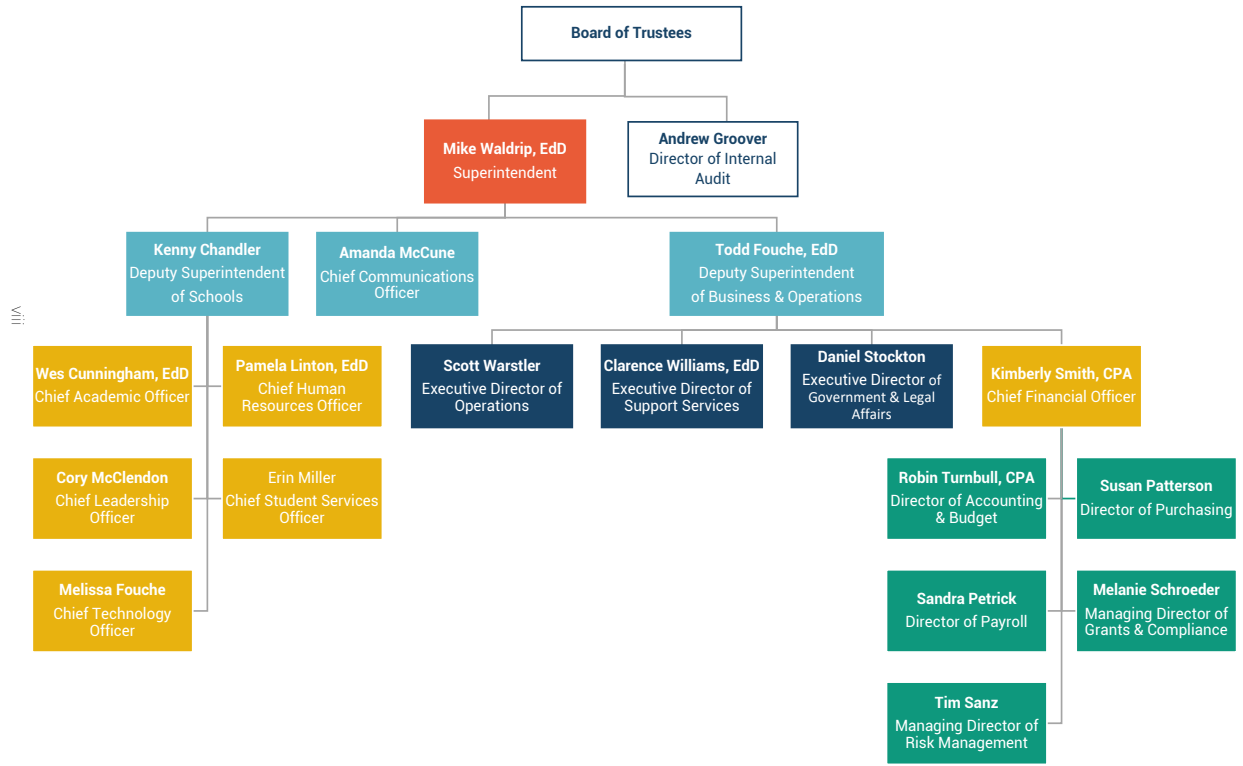 Board of Trustees
Mike Waldrip, EdD
Superintendent
Andrew Groover
Director of Internal
Audit
Kenny Chandler
Deputy Superintendent
of Schools
Amanda McCune
Chief Communications
Officer
Todd Fouche, EdD
Deputy Superintendent
of Business & Operations
viii
Wes Cunningham, EdD
Chief Academic Officer
Pamela Linton, EdD
Chief Human
Resources Officer
Scott Warstler
Executive Director of
Operations
Clarence Williams, EdD
Executive Director of
Support Services
Daniel Stockton
Executive Director of
Government & Legal
Affairs
Kimberly Smith, CPA
Chief Financial Officer
Cory McClendon
Chief Leadership
Officer
Erin Miller
Chief Student Services
Officer
Robin Turnbull, CPA
Director of Accounting
& Budget
Susan Patterson
Director of Purchasing
Melissa Fouche
Chief Technology
Officer
Sandra Petrick
Director of Payroll
Melanie Schroeder
Managing Director of
Grants & Compliance
Tim Sanz
Managing Director of
Risk Management